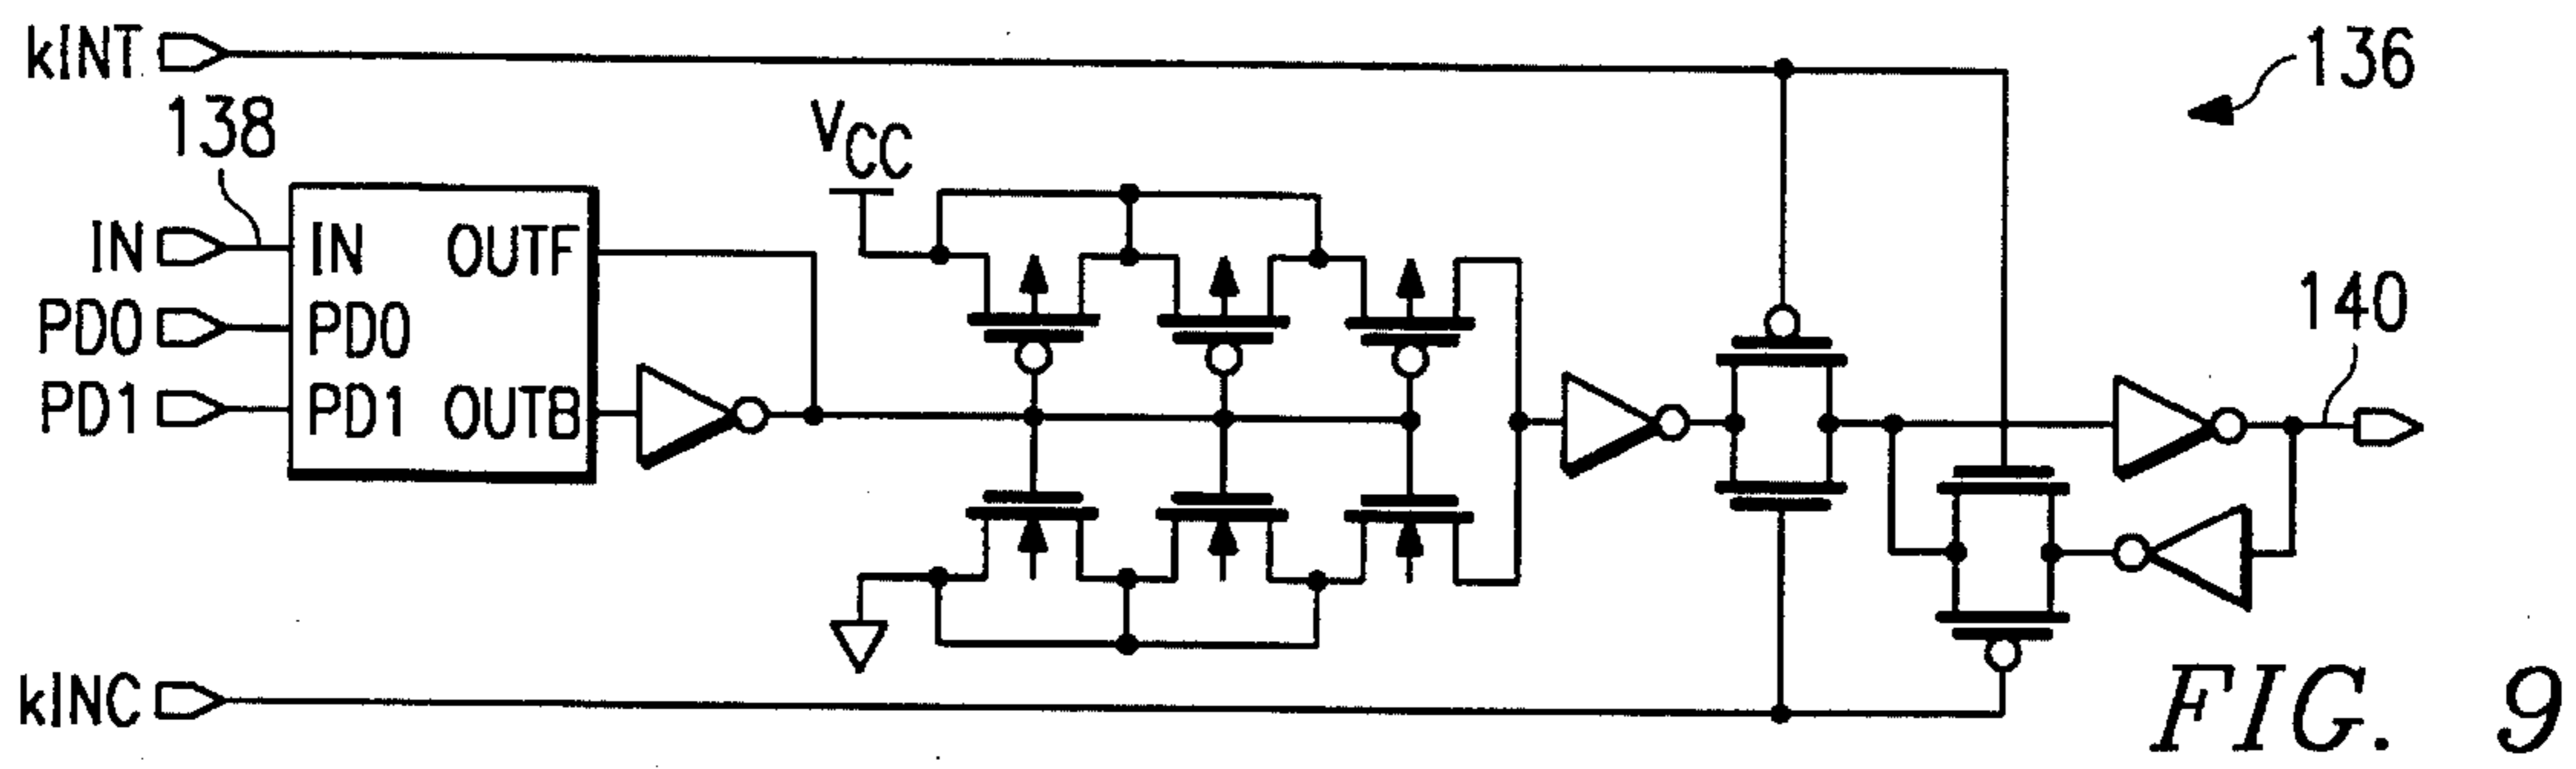 kINT
136
138
VCC
IN
IN OUTF
PD0
PD0
PD1
PD1 OUTB
140
kINC
FIG. 9